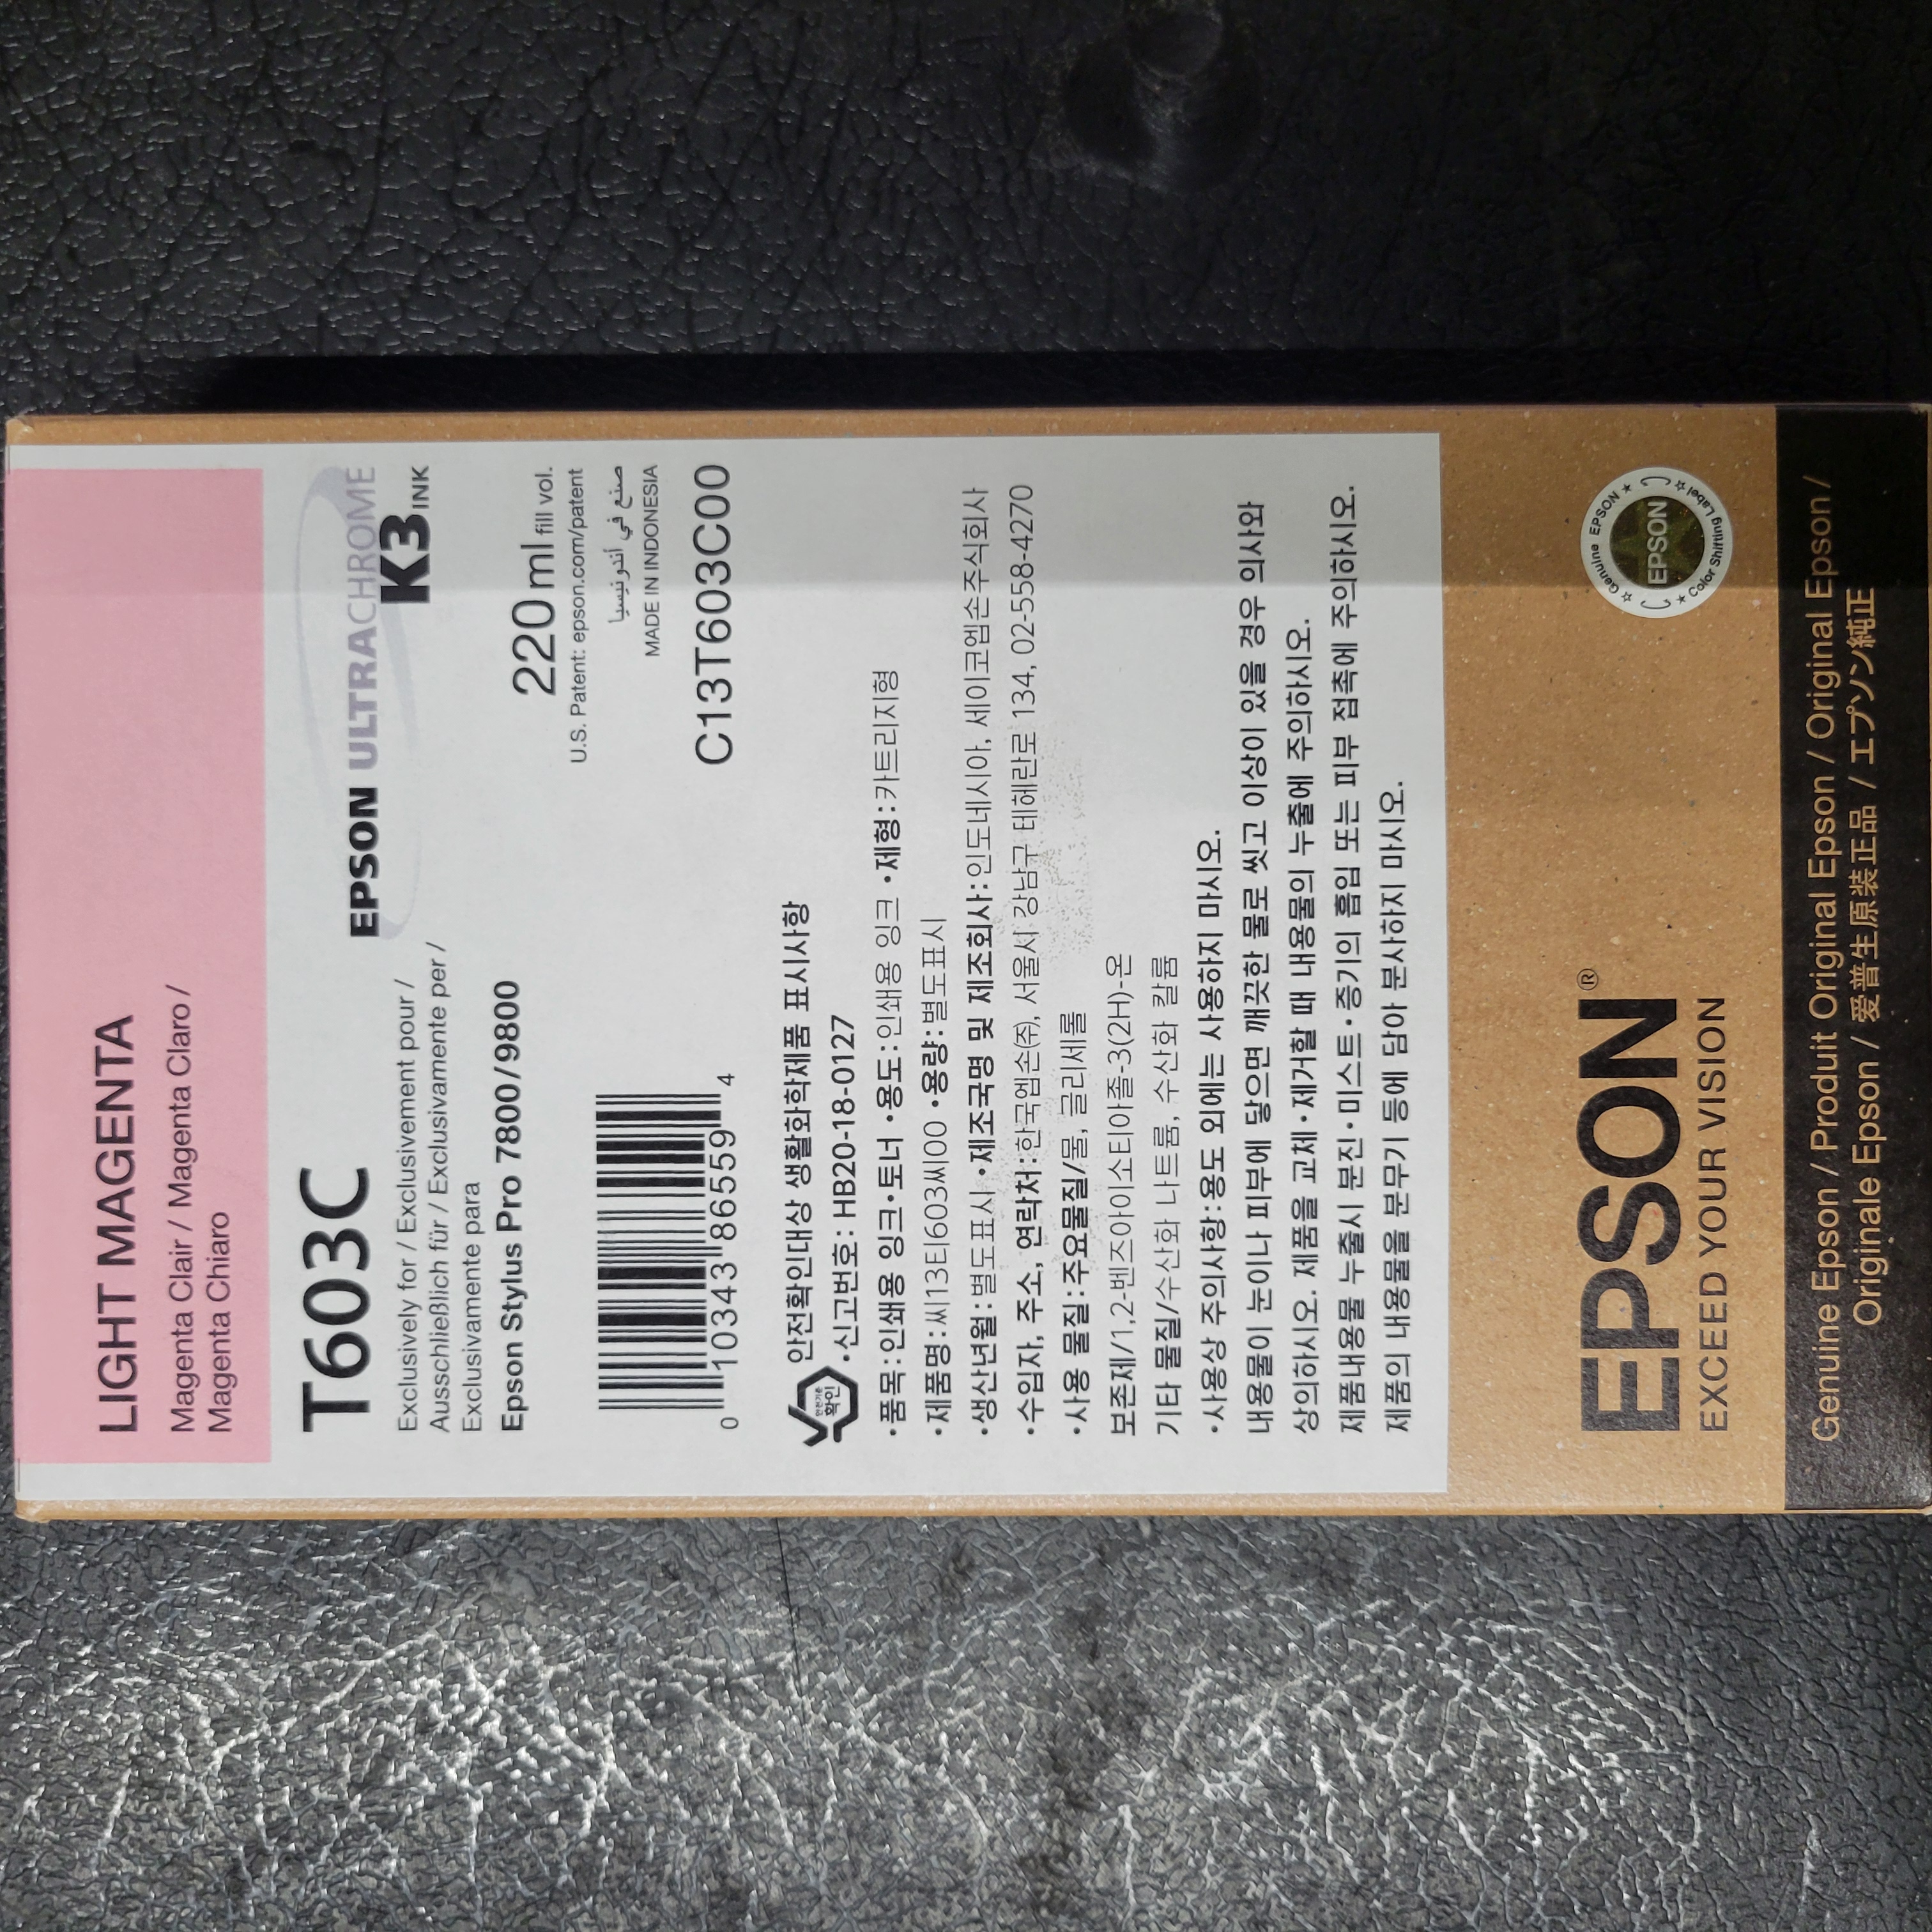 LIGHT MAGENTA
Magenta Clair / Magenta Claro /
Magenta Chiaro
T603C
Exclusively for / Exclusivement pour /
Ausschließlich für / Exclusivamente per /
Exclusivamente para
Epson Stylus Pro 7800/9800
EPSON ULTRACHROME
K3 INK
220 ml fill vol.
U.S. Patent: epson.com/patent
صنع في أندونيسيا
MADE IN INDONESIA
C13T603C00
0 10343 86559 4
안전기준
확인
안전확인대상 생활화학제품 표시사항
•신고번호: HB20-18-0127
•품목:인쇄용 잉크•토너 •용도:인쇄용 잉크 •제형:카트리지형
•제품명:씨13티603씨00 •용량:별도표시
•생산년월:별도표시 •제조국명 및 제조회사:인도네시아, 세이코엡손주식회사
•수입자, 주소, 연락처:한국엡손(주), 서울시 강남구 테헤란로 134, 02-558-4270
•사용 물질:주요물질/물, 글리세롤
보존제/1,2-벤즈아이소티아졸-3(2H)-온
기타 물질/수산화 나트륨, 수산화 칼륨
•사용상 주의사항:용도 외에는 사용하지 마시오.
내용물이 눈이나 피부에 닿으면 깨끗한 물로 씻고 이상이 있을 경우 의사와
상의하시오. 제품을 교체•제거할 때 내용물의 누출에 주의하시오.
제품내용물 누출시 분진•미스트•증기의 흡입 또는 피부 접촉에 주의하시오.
제품의 내용물을 분무기 등에 담아 분사하지 마시오.
EPSON®
EXCEED YOUR VISION
☆ Genuine EPSON ★
EPSON
★ Color Shifting Label ☆
Genuine Epson / Produit Original Epson / Original Epson /
Originale Epson / 爱普生原装正品 / エプソン純正